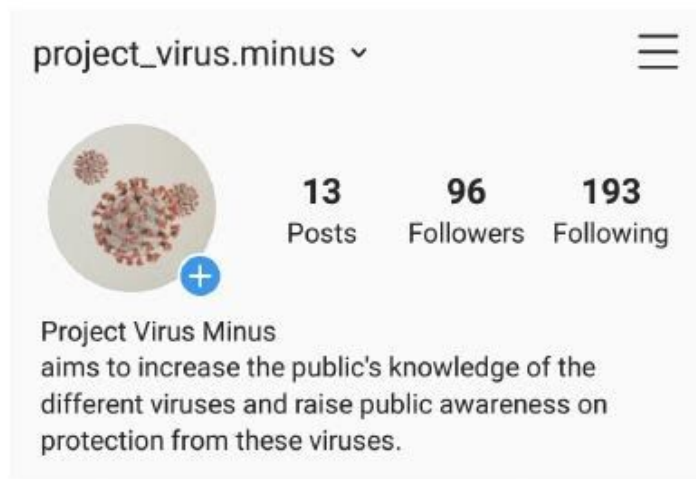 project_virus.minus
13 96 193
Posts Followers Following
Project Virus Minus
aims to increase the public's knowledge of the
different viruses and raise public awareness on
protection from these viruses.